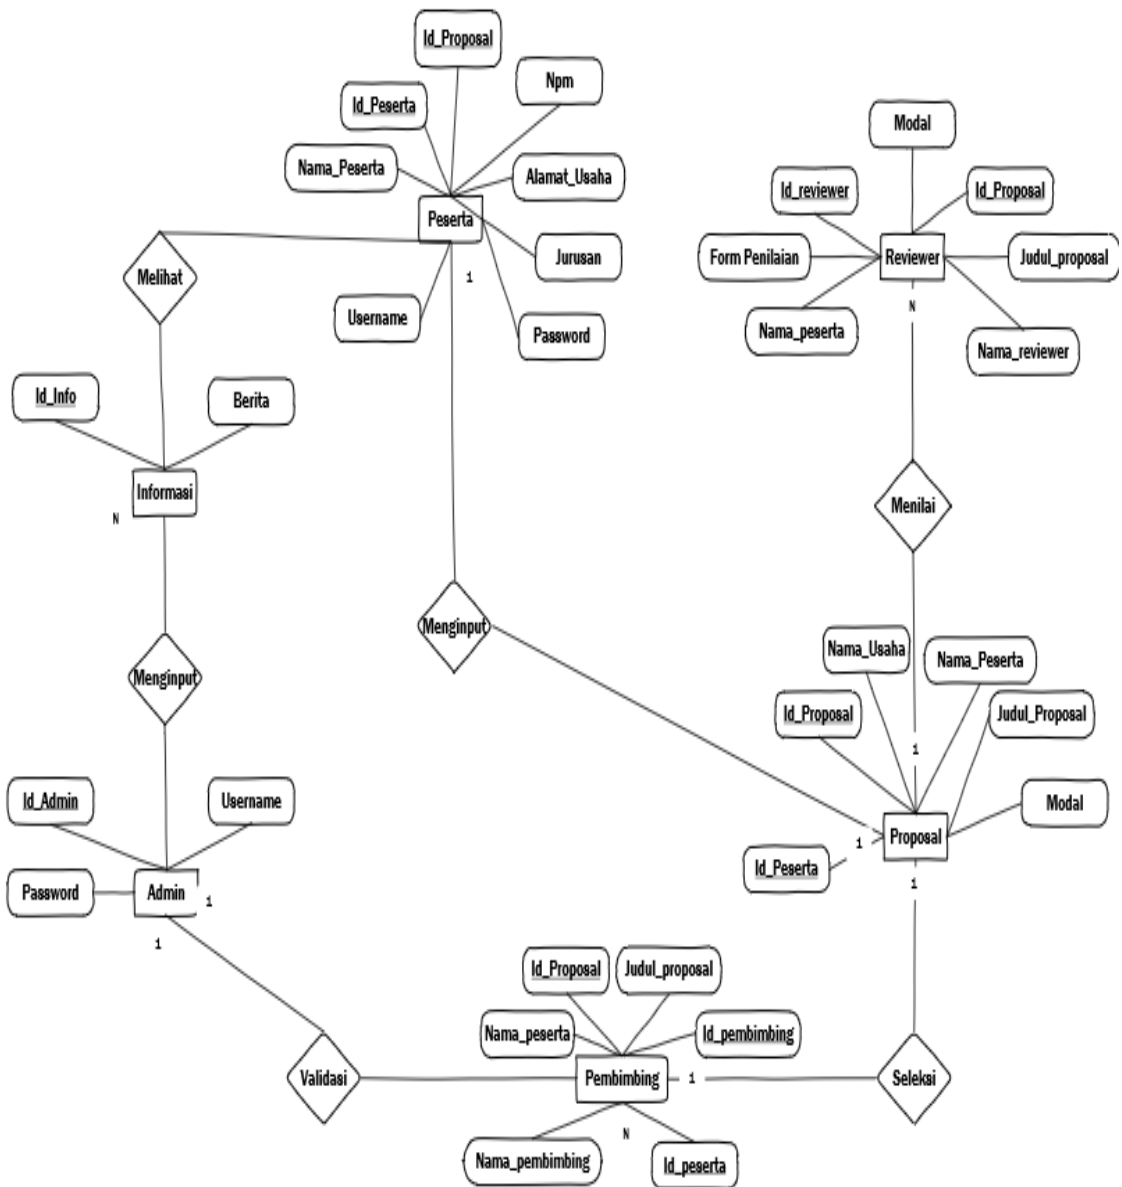 Id_Proposal
Npm
Id_Peserta
Nama_Peserta
Alamat_Usaha
Peserta
Jurusan
1
Username
Password
Modal
Id_reviewer
Id_Proposal
Form Penilaian
Reviewer
Judul_proposal
N
Nama_peserta
Nama_reviewer
Melihat
Id_Info
Berita
Informasi
N
Menginput
Menginput
Menilai
Nama_Usaha
Nama_Peserta
Id_Proposal
Judul_Proposal
1
Modal
Proposal
1
Id_Peserta
1
Id_Admin
Username
Password
Admin
1
1
Id_Proposal
Judul_proposal
Nama_peserta
Id_pembimbing
Validasi
Pembimbing
1
Seleksi
N
Nama_pembimbing
Id_peserta